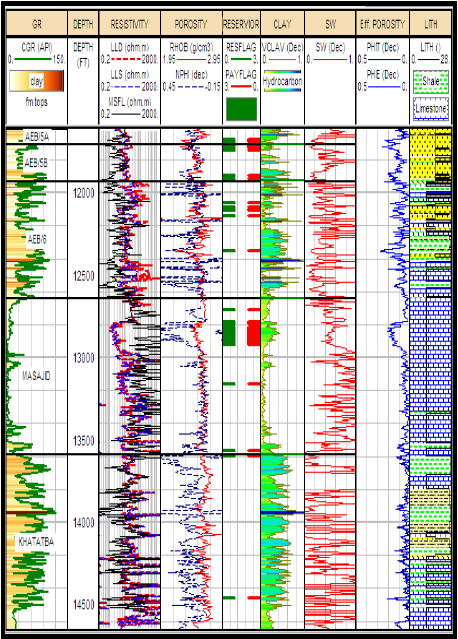 GR DEPTH RESISTIVITY POROSITY RESERVIOR CLAY SW Eff. POROSITY LITH
CGR (API)
0. 150.
clay
fm tops
DEPTH
(FT)
LLD (ohm.m)
0.2 2000.
LLS (ohm.m)
0.2 2000.
MSFL (ohm.m)
0.2 2000.
RHOB (g/cm3)
1.95 2.95
NPHI (dec)
0.45 -0.15
RESFLAG
0. 3.
PAYFLAG
3. 0.
VCLAV (Dec)
0. 1.
Hydrocarbon
SW (Dec)
0. 1.
PHIT (Dec)
0.5 0.
PHIE (Dec)
0.5 0.
LITH ()
0. 28.
Shale
Limestone
AEB/5A
AEB/5B
12000
AEB/6
12500
MASAJID
13000
13500
14000
KHATATBA
14500